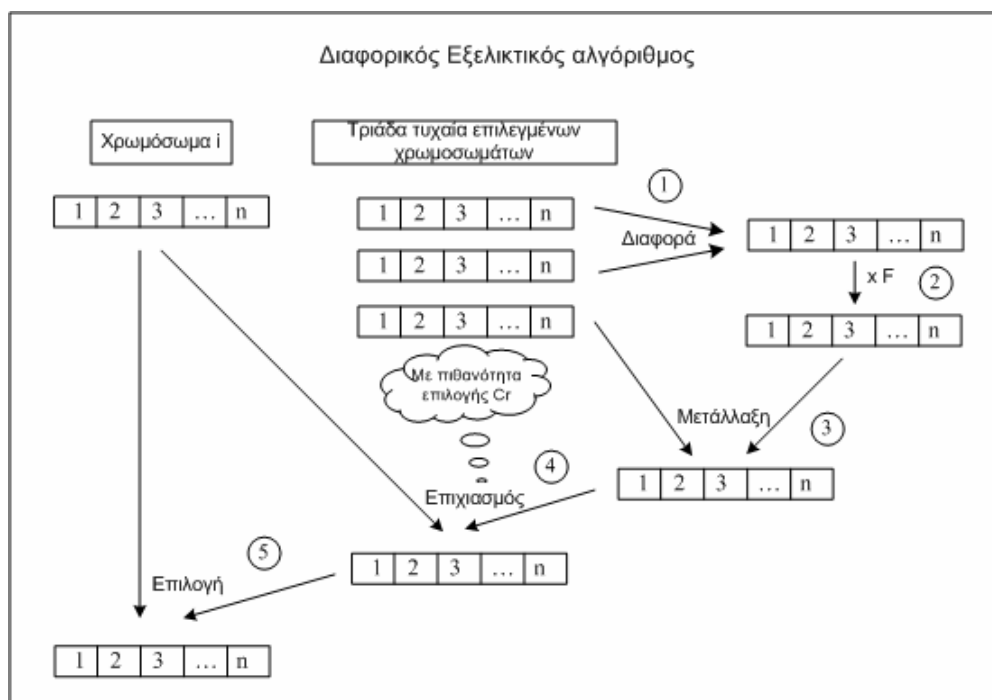 Διαφορικός Εξελικτικός αλγόριθμος
Χρωμόσωμα i
Τριάδα τυχαία επιλεγμένων
χρωμοσωμάτων
1 2 3 ... n
1 2 3 ... n
1
Διαφορά
1 2 3 ... n
1 2 3 ... n
x F
2
1 2 3 ... n
1 2 3 ... n
Με πιθανότητα
επιλογής Cr
Μετάλλαξη
3
4
1 2 3 ... n
Επιχιασμός
5
1 2 3 ... n
Επιλογή
1 2 3 ... n